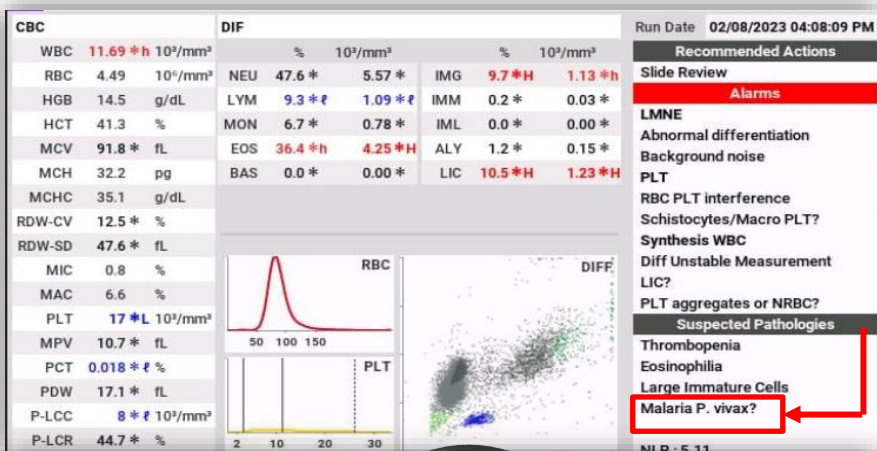 CBC
WBC 11.69 *h 10³/mm³
RBC 4.49 10⁶/mm³
HGB 14.5 g/dL
HCT 41.3 %
MCV 91.8 * fL
MCH 32.2 pg
MCHC 35.1 g/dL
RDW-CV 12.5 * %
RDW-SD 47.6 * fL
MIC 0.8 %
MAC 6.6 %
PLT 17 *L 10³/mm³
MPV 10.7 * fL
PCT 0.018 *ℓ %
PDW 17.1 * fL
P-LCC 8 *ℓ 10³/mm³
P-LCR 44.7 * %
DIF
% 10³/mm³ % 10³/mm³
NEU 47.6 * 5.57 * IMG 9.7 *H 1.13 *h
LYM 9.3 *ℓ 1.09 *ℓ IMM 0.2 * 0.03 *
MON 6.7 * 0.78 * IML 0.0 * 0.00 *
EOS 36.4 *h 4.25 *H ALY 1.2 * 0.15 *
BAS 0.0 * 0.00 * LIC 10.5 *H 1.23 *H
RBC
50 100 150
PLT
2 10 20 30
DIFF
Run Date 02/08/2023 04:08:09 PM
Recommended Actions
Slide Review
Alarms
LMNE
Abnormal differentiation
Background noise
PLT
RBC PLT interference
Schistocytes/Macro PLT?
Synthesis WBC
Diff Unstable Measurement
LIC?
PLT aggregates or NRBC?
Suspected Pathologies
Thrombopenia
Eosinophilia
Large Immature Cells
Malaria P. vivax?
NLR : 5.11